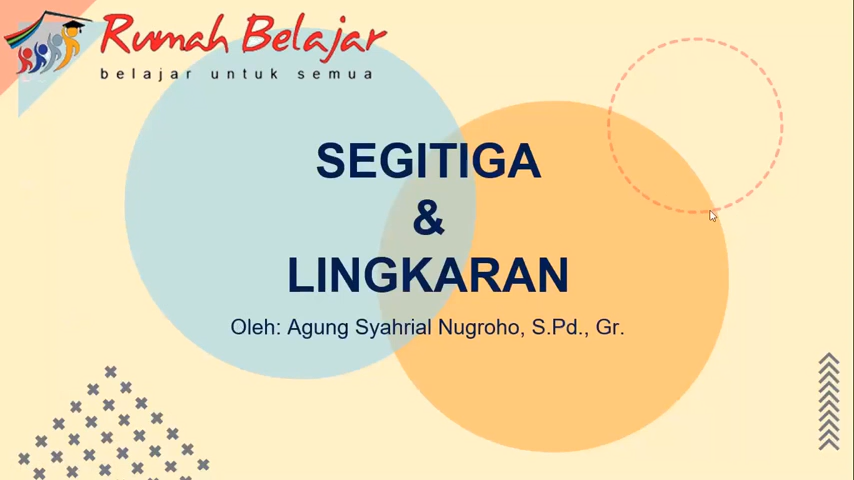 Rumah Belajar
belajar untuk semua
SEGITIGA
&
LINGKARAN
Oleh: Agung Syahrial Nugroho, S.Pd., Gr.